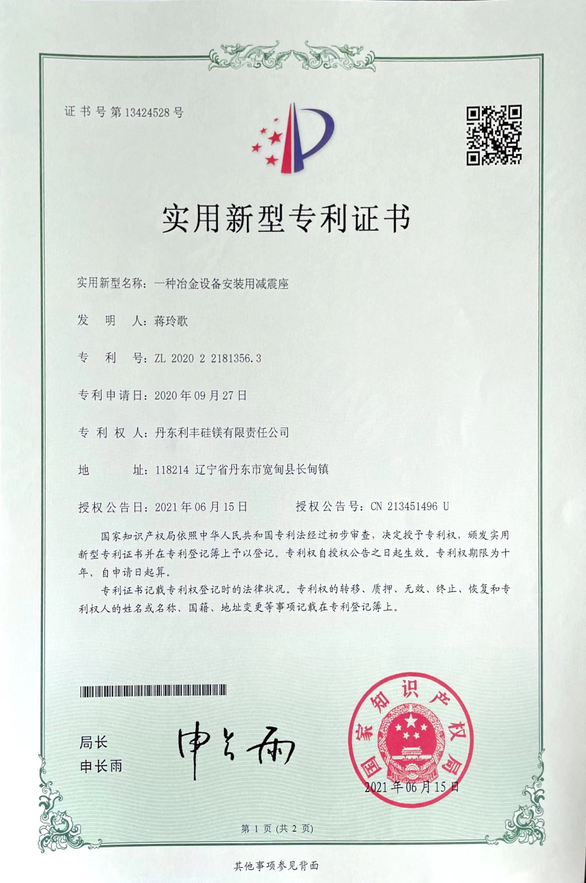 证书号第13424528号
实用新型专利证书
实用新型名称：一种冶金设备安装用减震座
发明人：蒋玲歌
专利号：ZL 2020 2 2181356.3
专利申请日：2020年09月27日
专利权人：丹东利丰硅镁有限责任公司
地址：118214 辽宁省丹东市宽甸县长甸镇
授权公告日：2021年06月15日 授权公告号：CN 213451496 U
国家知识产权局依照中华人民共和国专利法经过初步审查，决定授予专利权，颁发实用
新型专利证书并在专利登记簿上予以登记。专利权自授权公告之日起生效。专利权期限为十
年，自申请日起算。
专利证书记载专利权登记时的法律状况。专利权的转移、质押、无效、终止、恢复和专
利权人的姓名或名称、国籍、地址变更等事项记载在专利登记簿上。
局长
申长雨
申长雨
国家知识产权局
2021年06月15日
第1页(共2页)
其他事项参见背面